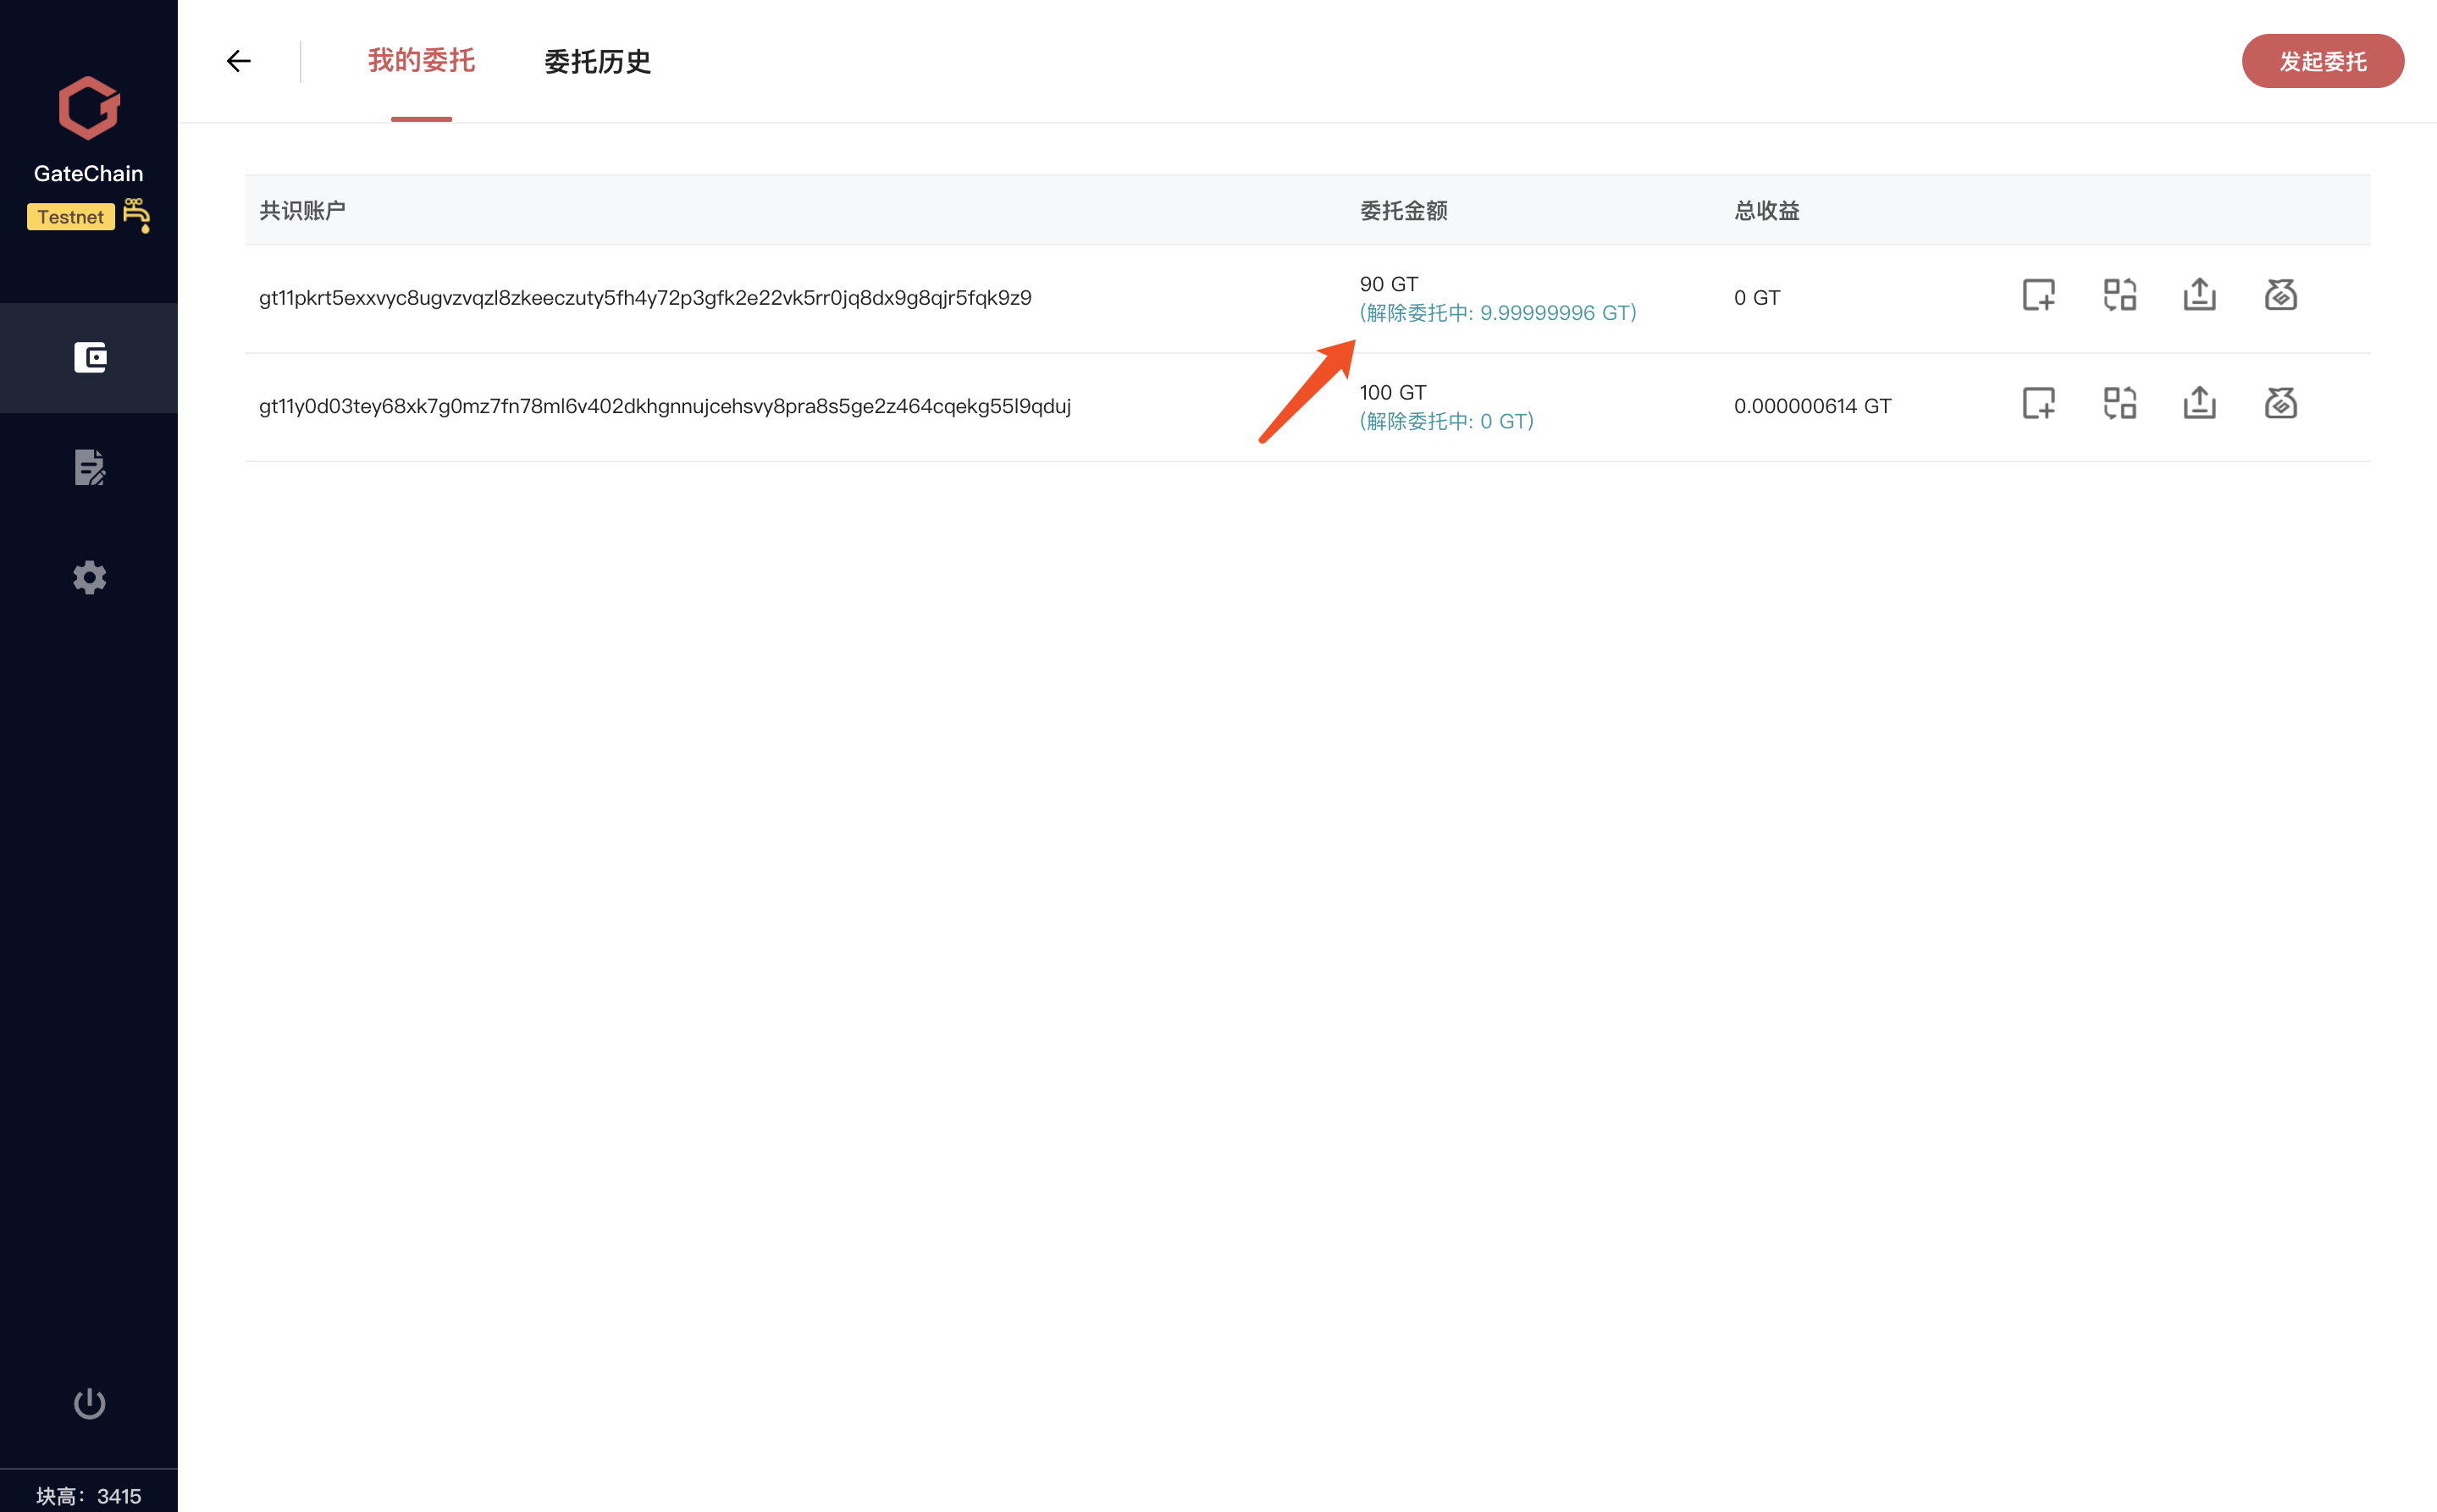 GateChain
Testnet
我的委托
委托历史
发起委托
共识账户
委托金额
总收益
gt11pkrt5exxvyc8ugvzvqzl8zkeeczuty5fh4y72p3gfk2e22vk5rr0jq8dx9g8qjr5fqk9z9
90 GT
(解除委托中: 9.99999996 GT)
0 GT
gt11y0d03tey68xk7g0mz7fn78ml6v402dkhgnnujcehsvy8pra8s5ge2z464cqekg55l9qduj
100 GT
(解除委托中: 0 GT)
0.000000614 GT
块高：3415